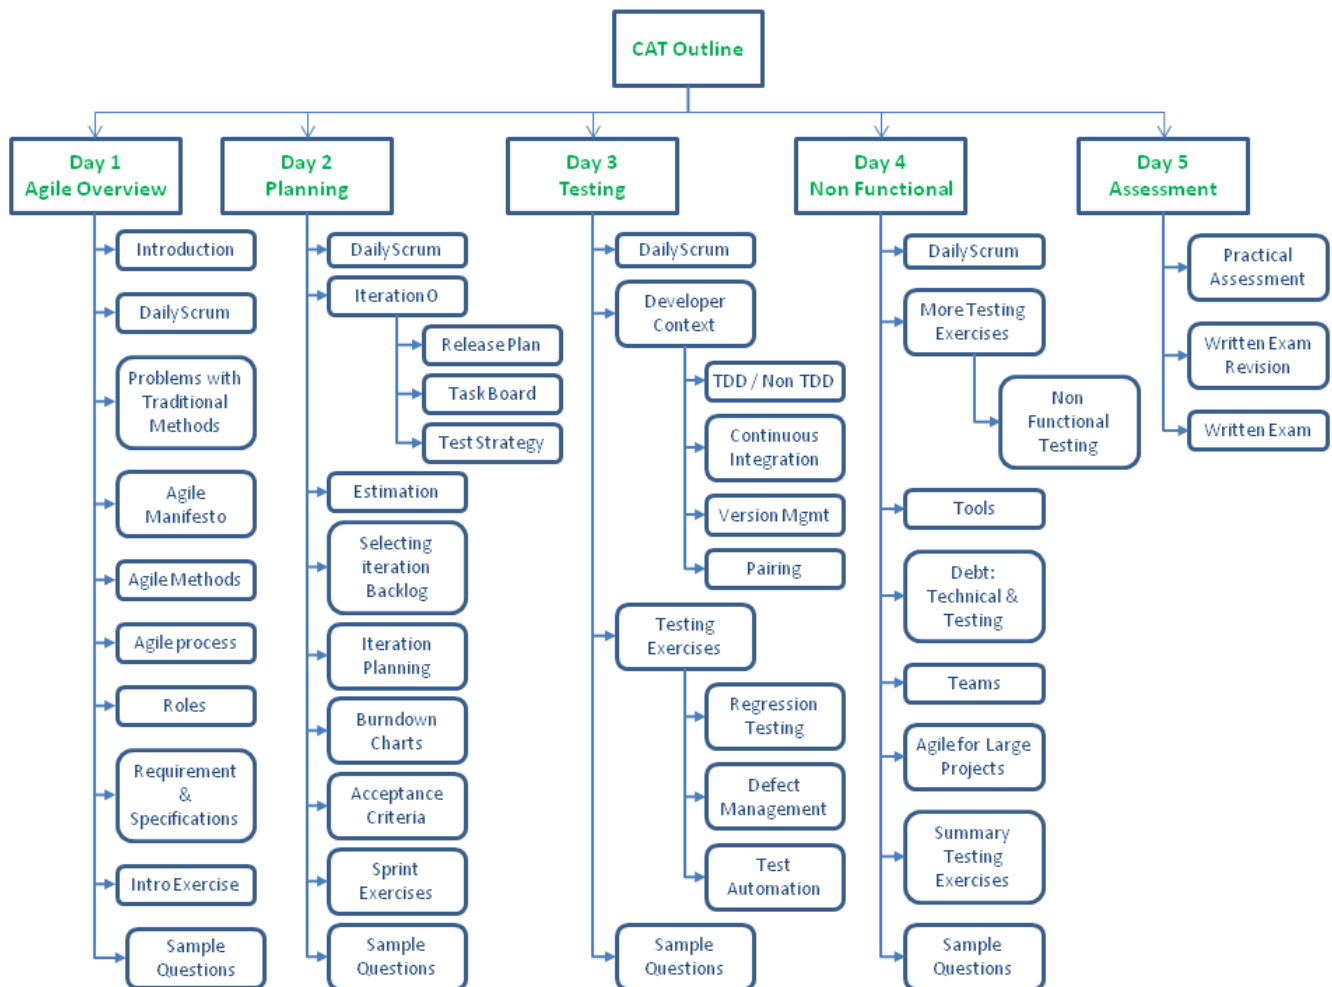 CAT Outline
Day 1
Agile Overview
Introduction
Daily Scrum
Problems with
Traditional
Methods
Agile
Manifesto
Agile Methods
Agile process
Roles
Requirement
&
Specifications
Intro Exercise
Sample
Questions
Day 2
Planning
Daily Scrum
Iteration 0
Release Plan
Task Board
Test Strategy
Estimation
Selecting
iteration
Backlog
Iteration
Planning
Burndown
Charts
Acceptance
Criteria
Sprint
Exercises
Sample
Questions
Day 3
Testing
Daily Scrum
Developer
Context
TDD / Non TDD
Continuous
Integration
Version Mgmt
Pairing
Testing
Exercises
Regression
Testing
Defect
Management
Test
Automation
Sample
Questions
Day 4
Non Functional
Daily Scrum
More Testing
Exercises
Non
Functional
Testing
Tools
Debt:
Technical &
Testing
Teams
Agile for Large
Projects
Summary
Testing
Exercises
Sample
Questions
Day 5
Assessment
Practical
Assessment
Written Exam
Revision
Written Exam